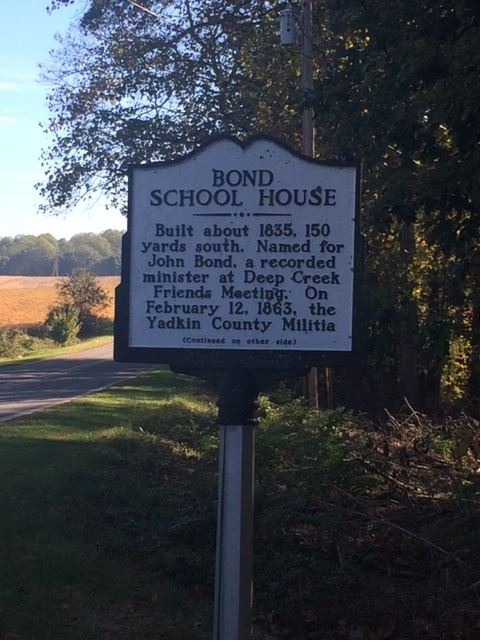 BOND
SCHOOL HOUSE
Built about 1835, 150
yards south. Named for
John Bond, a recorded
minister at Deep Creek
Friends Meeting. On
February 12, 1863, the
Yadkin County Militia
(Continued on other side)